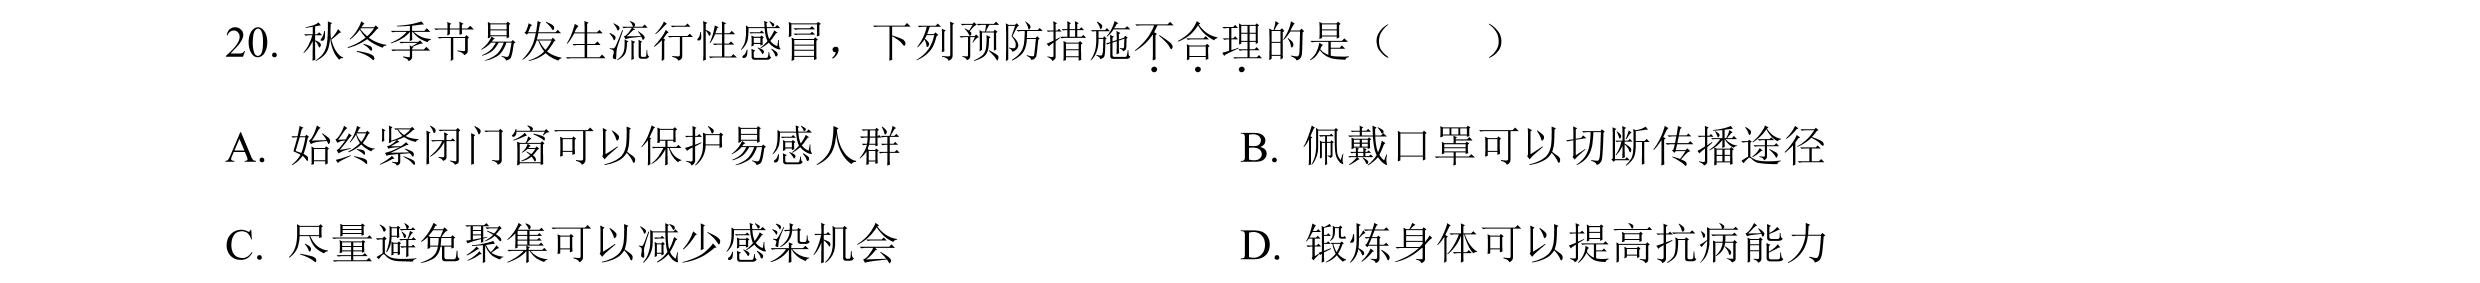 20. 秋冬季节易发生流行性感冒，下列预防措施不合理的是（　　）
A. 始终紧闭门窗可以保护易感人群　　B. 佩戴口罩可以切断传播途径
C. 尽量避免聚集可以减少感染机会　　D. 锻炼身体可以提高抗病能力